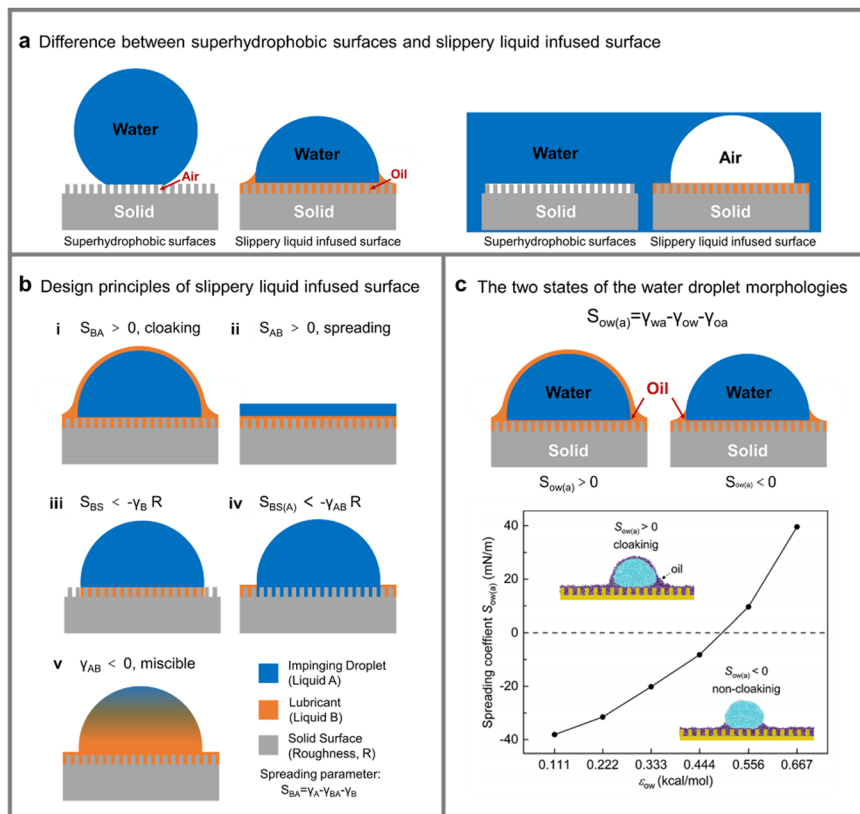 a Difference between superhydrophobic surfaces and slippery liquid infused surface
Water
Air
Solid
Superhydrophobic surfaces
Water
Oil
Solid
Slippery liquid infused surface
Water
Solid
Superhydrophobic surfaces
Air
Solid
Slippery liquid infused surface
b Design principles of slippery liquid infused surface
i S_BA > 0, cloaking
ii S_AB > 0, spreading
iii S_BS < -γ_B R
iv S_BS(A) < -γ_AB R
v γ_AB < 0, miscible
Impinging Droplet
(Liquid A)
Lubricant
(Liquid B)
Solid Surface
(Roughness, R)
Spreading parameter:
S_BA=γ_A-γ_BA-γ_B
c The two states of the water droplet morphologies
S_ow(a)=γ_wa-γ_ow-γ_oa
Water
Oil
Water
Solid
Solid
S_ow(a) > 0
S_ow(a) < 0
Spreading coeffient S_ow(a) (mN/m)
40
20
0
-20
-40
S_ow(a) > 0
cloakinig
oil
S_ow(a) < 0
non-cloakinig
0.111 0.222 0.333 0.444 0.556 0.667
ε_ow (kcal/mol)